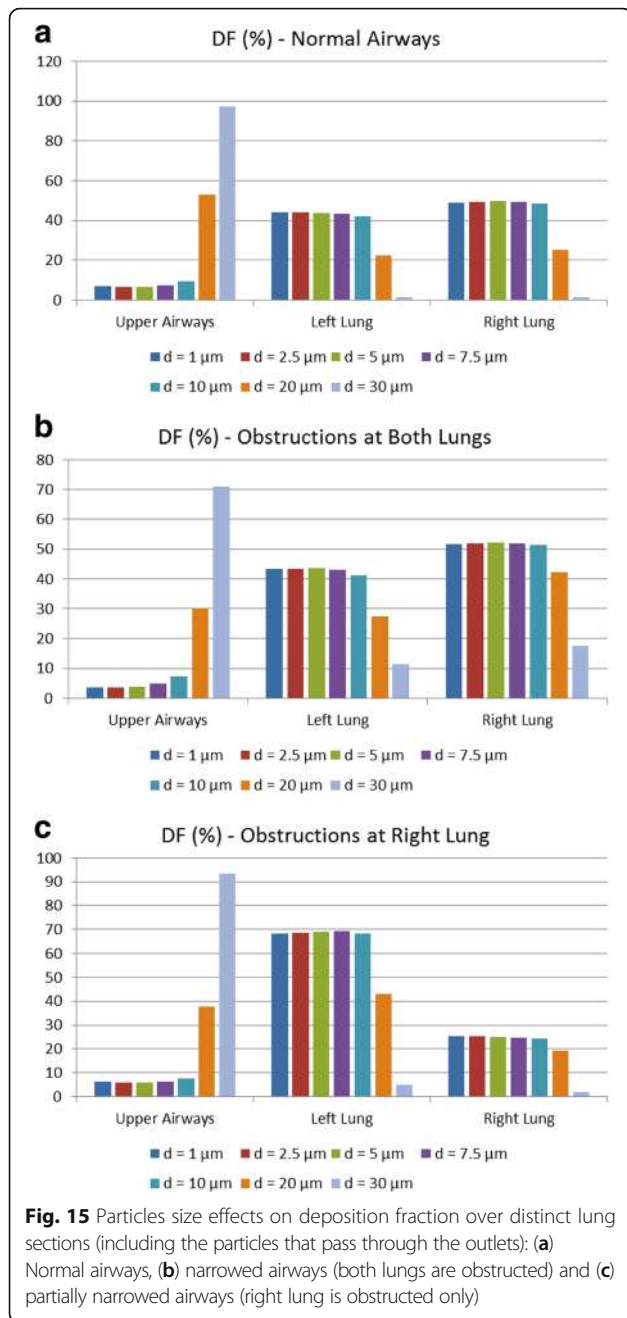 a
DF (%) - Normal Airways
120
100
80
60
40
20
0
Upper Airways Left Lung Right Lung
d = 1 µm d = 2.5 µm d = 5 µm d = 7.5 µm
d = 10 µm d = 20 µm d = 30 µm
b
DF (%) - Obstructions at Both Lungs
80
70
60
50
40
30
20
10
0
Upper Airways Left Lung Right Lung
d = 1 µm d = 2.5 µm d = 5 µm d = 7.5 µm
d = 10 µm d = 20 µm d = 30 µm
c
DF (%) - Obstructions at Right Lung
100
90
80
70
60
50
40
30
20
10
0
Upper Airways Left Lung Right Lung
d = 1 µm d = 2.5 µm d = 5 µm d = 7.5 µm
d = 10 µm d = 20 µm d = 30 µm
Fig. 15 Particles size effects on deposition fraction over distinct lung
sections (including the particles that pass through the outlets): (a)
Normal airways, (b) narrowed airways (both lungs are obstructed) and (c)
partially narrowed airways (right lung is obstructed only)